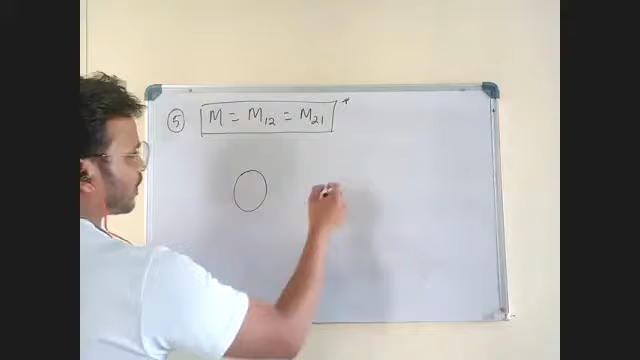 ⑤ M = M₁₂ = M₂₁ *